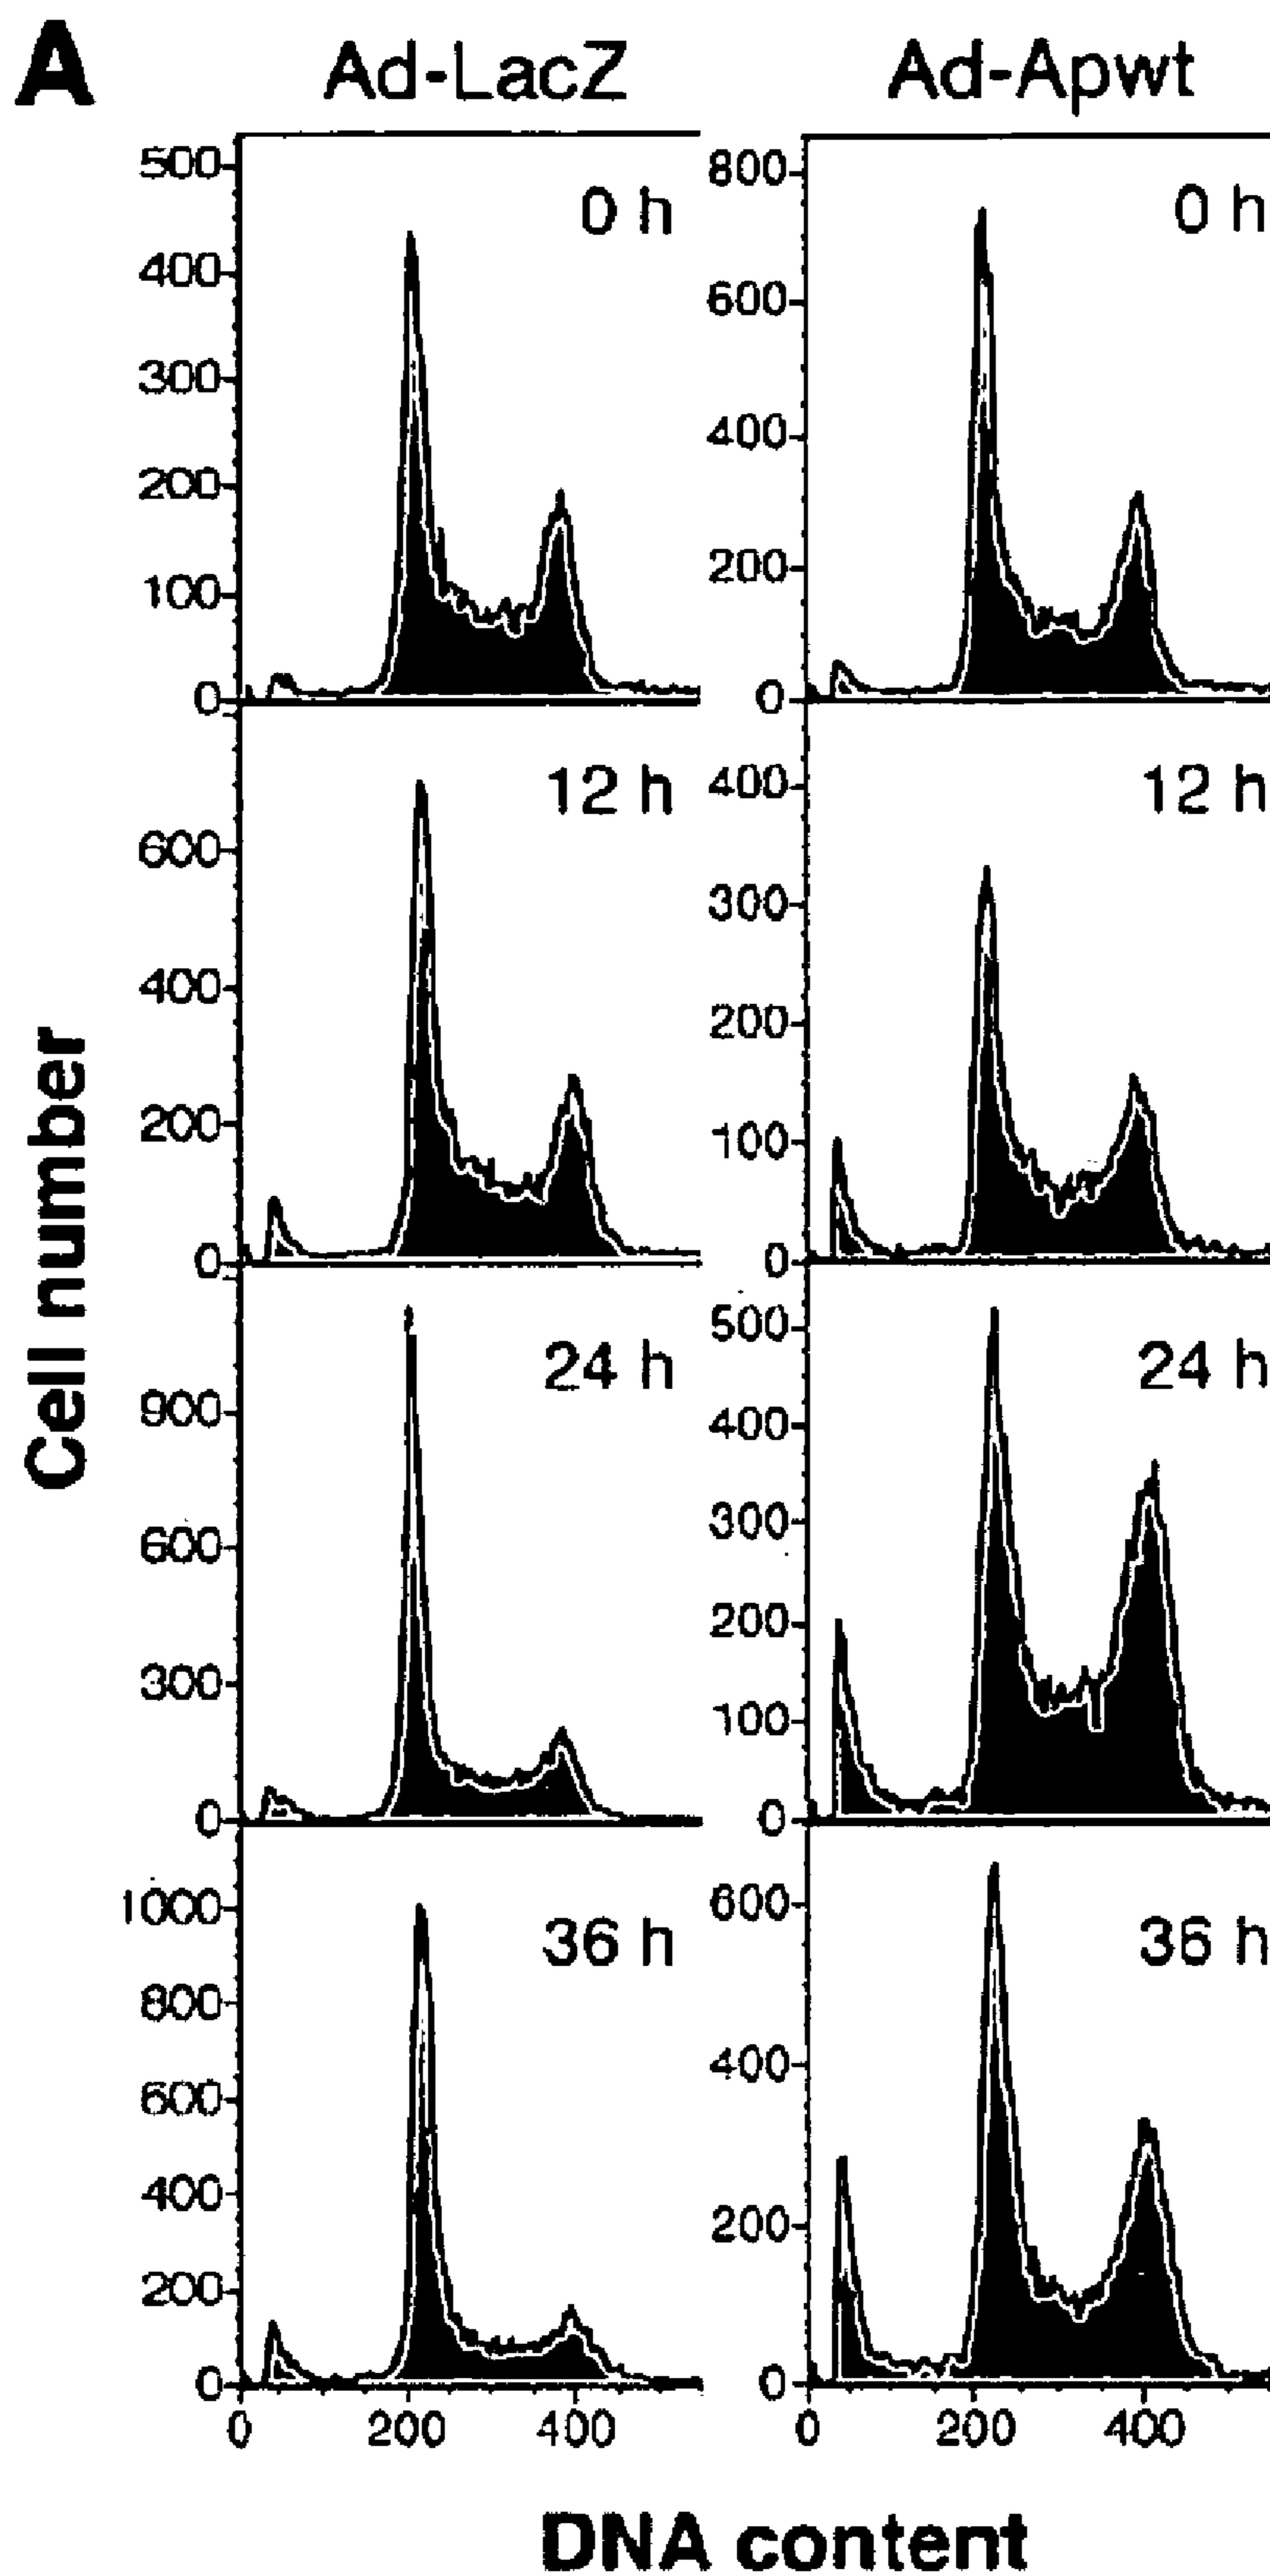 A
Ad-LacZ Ad-Apwt
500 400 300 200 100 0
0 h
800 600 400 200 0
0 h
600 400 200 0
12 h
400 300 200 100 0
12 h
900 600 300 0
24 h
500 400 300 200 100 0
24 h
1000 800 600 400 200 0
36 h
600 400 200 0
36 h
0 200 400
0 200 400
Cell number
DNA content